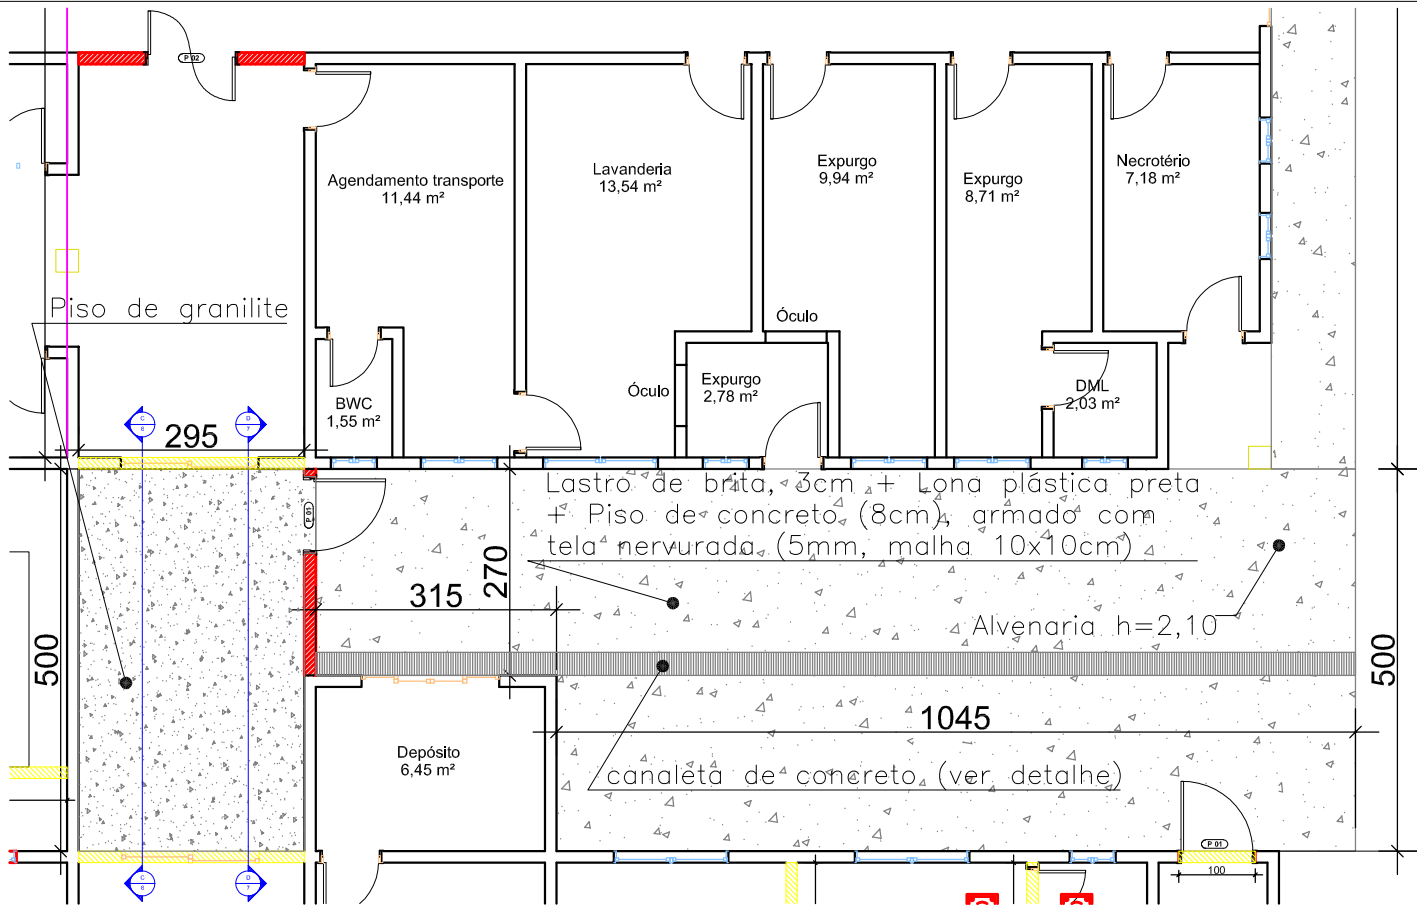 P 02
Agendamento transporte
11,44 m²
Lavanderia
13,54 m²
Expurgo
9,94 m²
Expurgo
8,71 m²
Necrotério
7,18 m²
Piso de granilite
Óculo
Óculo
BWC
1,55 m²
Expurgo
2,78 m²
DML
2,03 m²
C
8
D
7
295
Lastro de brita, 3cm + Lona plástica preta
+ Piso de concreto (8cm), armado com
tela nervurada (5mm, malha 10x10cm)
P 01
315
270
Alvenaria h=2,10
500
500
1045
Depósito
6,45 m²
canaleta de concreto (ver detalhe)
P 01
100
C
8
D
7